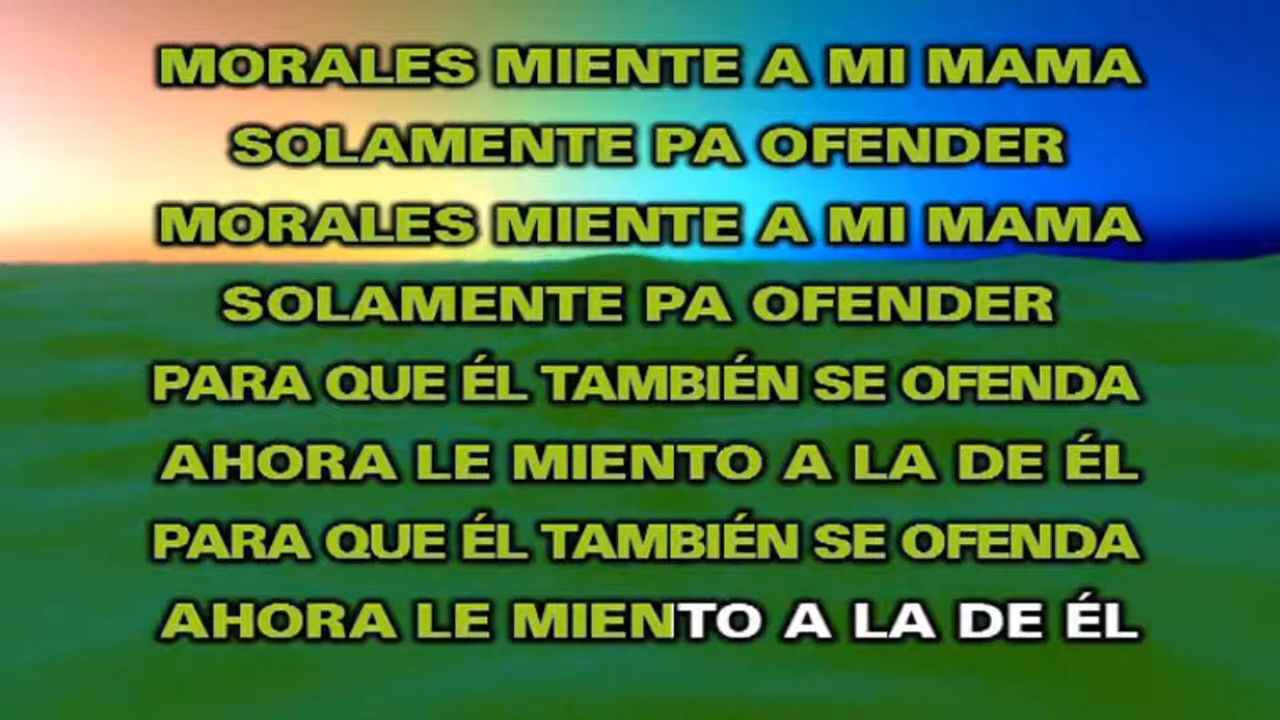 MORALES MIENTE A MI MAMA
SOLAMENTE PA OFENDER
MORALES MIENTE A MI MAMA
SOLAMENTE PA OFENDER
PARA QUE ÉL TAMBIÉN SE OFENDA
AHORA LE MIENTO A LA DE ÉL
PARA QUE ÉL TAMBIÉN SE OFENDA
AHORA LE MIENTO A LA DE ÉL